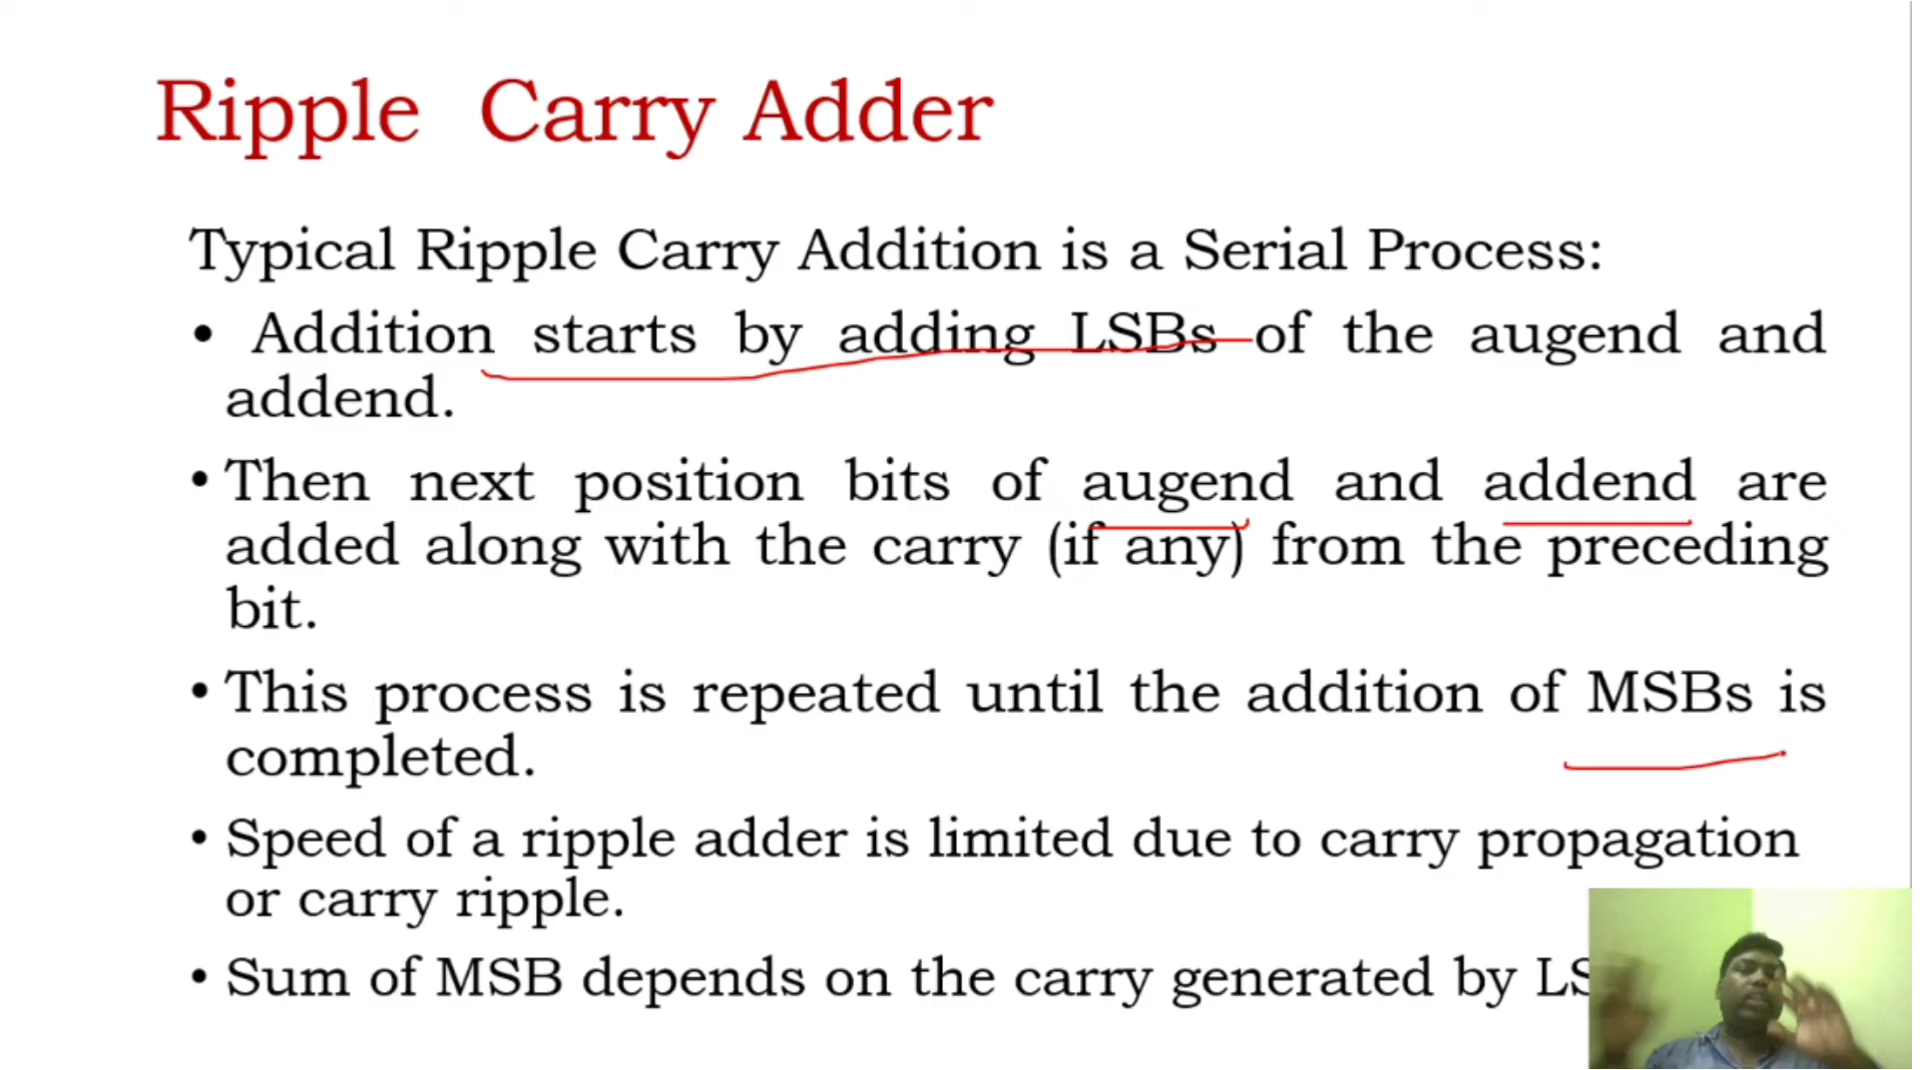 Ripple Carry Adder
Typical Ripple Carry Addition is a Serial Process:
• Addition starts by adding LSBs of the augend and
addend.
• Then next position bits of augend and addend are
added along with the carry (if any) from the preceding
bit.
• This process is repeated until the addition of MSBs is
completed.
• Speed of a ripple adder is limited due to carry propagation
or carry ripple.
• Sum of MSB depends on the carry generated by